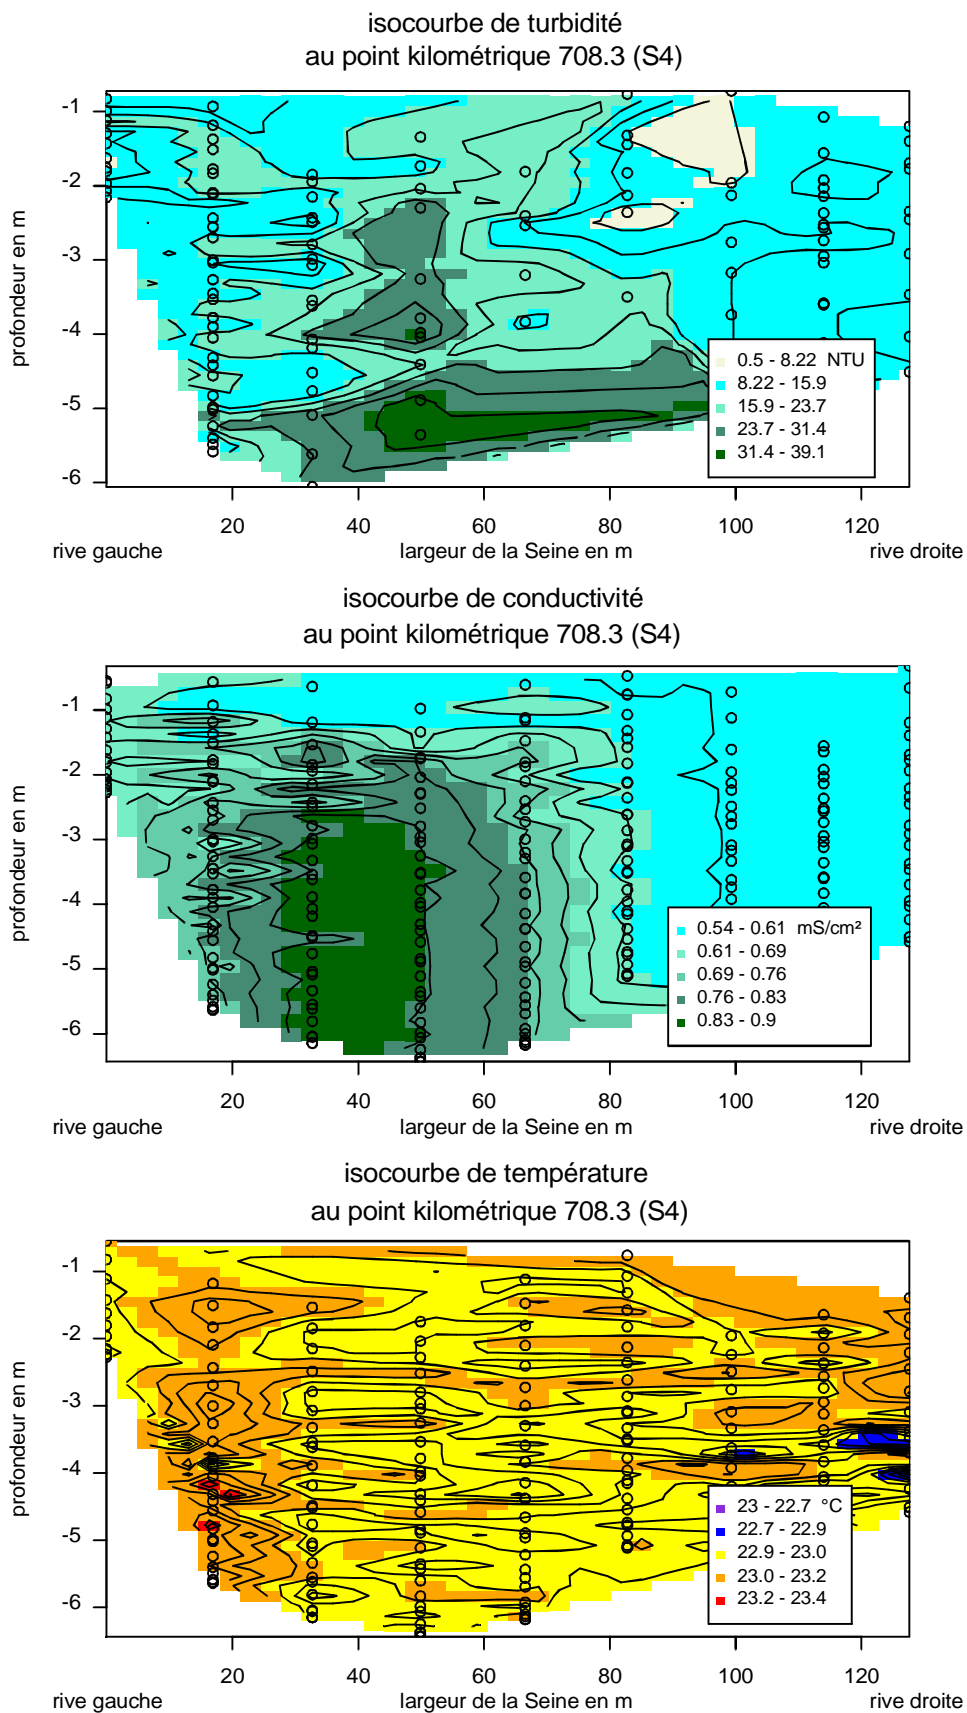 isocourbe de turbidité
au point kilométrique 708.3 (S4)
profondeur en m
-1
-2
-3
-4
-5
-6
0.5 - 8.22 NTU
8.22 - 15.9
15.9 - 23.7
23.7 - 31.4
31.4 - 39.1
20 40 60 80 100 120
rive gauche largeur de la Seine en m rive droite
isocourbe de conductivité
au point kilométrique 708.3 (S4)
profondeur en m
-1
-2
-3
-4
-5
-6
0.54 - 0.61 mS/cm²
0.61 - 0.69
0.69 - 0.76
0.76 - 0.83
0.83 - 0.9
20 40 60 80 100 120
rive gauche largeur de la Seine en m rive droite
isocourbe de température
au point kilométrique 708.3 (S4)
profondeur en m
-1
-2
-3
-4
-5
-6
23 - 22.7 °C
22.7 - 22.9
22.9 - 23.0
23.0 - 23.2
23.2 - 23.4
20 40 60 80 100 120
rive gauche largeur de la Seine en m rive droite